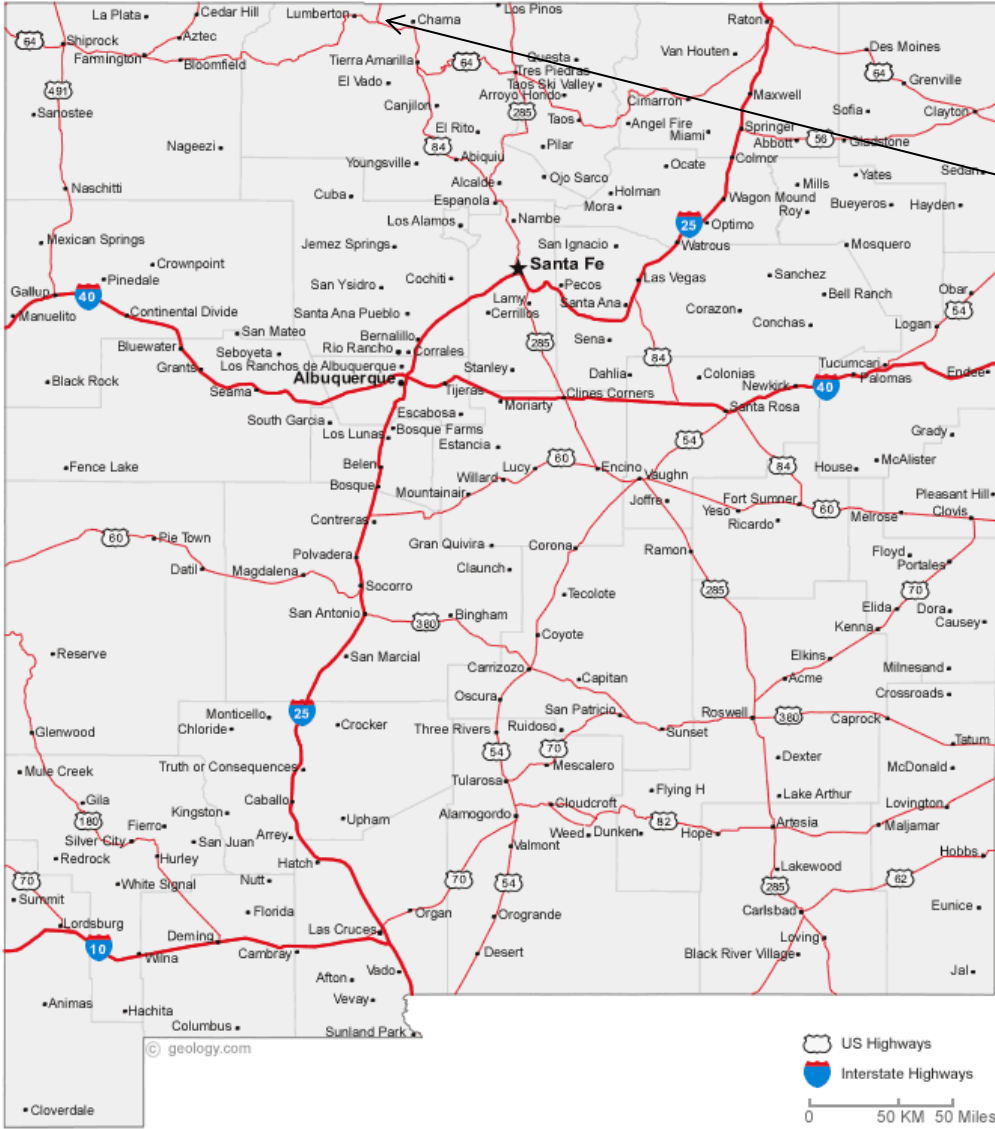 La Plata
Cedar Hill
Lumberton
Chama
Los Pinos
Raton
64
Shiprock
Aztec
Farmington
Bloomfield
Tierra Amarilla
64
Questa
Tres Piedras
Van Houten
Des Moines
64
Grenville
491
El Vado
Taos Ski Valley
Arroyo Hondo
Cimarron
Maxwell
Sanostee
Canjilon
285
Taos
Sofia
Clayton
El Rito
Angel Fire
Miami
Springer
Abbott
56
Gladstone
Nageezi
84
Abiquiu
Pilar
Colmor
Youngsville
Ocate
Sedan
Naschitti
Alcalde
Ojo Sarco
Mills
Yates
Cuba
Espanola
Holman
Mora
Wagon Mound
Roy
Bueyeros
Hayden
Los Alamos
Nambe
25
Optimo
Mexican Springs
Jemez Springs
San Ignacio
Watrous
Mosquero
Crownpoint
Santa Fe
Pinedale
Cochiti
Pecos
Las Vegas
Sanchez
Gallup
40
San Ysidro
Lamy
Santa Ana
Bell Ranch
Obar
Manuelito
Continental Divide
Santa Ana Pueblo
Cerrillos
Corazon
54
San Mateo
Bernalillo
285
Sena
Conchas
Logan
Bluewater
Seboyeta
Rio Rancho
Corrales
84
Grants
Los Ranchos de Albuquerque
Stanley
Dahlia
Colonias
Tucumcari
Black Rock
Albuquerque
Newkirk
40
Palomas
Endee
Seama
Tijeras
Moriarty
Clines Corners
Santa Rosa
South Garcia
Escabosa
Los Lunas
Bosque Farms
Estancia
54
Grady
Fence Lake
Belen
Lucy
60
Encino
84
House
McAlister
Bosque
Willard
Vaughn
Mountainair
Joffre
Fort Sumner
Pleasant Hill
Contreras
Yeso
60
Melrose
Clovis
Ricardo
60
Pie Town
Polvadera
Gran Quivira
Corona
Ramon
Floyd
Portales
Datil
Magdalena
Claunch
Socorro
Tecolote
285
70
San Antonio
380
Bingham
Elida
Dora
Coyote
Kenna
Causey
Reserve
San Marcial
Carrizozo
Elkins
Milnesand
Capitan
Acme
Oscura
Crossroads
Monticello
25
San Patricio
Roswell
380
Caprock
Chloride
Crocker
Three Rivers
Ruidoso
Sunset
Glenwood
54
70
Tatum
Mule Creek
Truth or Consequences
Mescalero
Dexter
McDonald
Tularosa
Gila
Caballo
Flying H
Lake Arthur
Lovington
Kingston
Cloudcroft
180
Fierro
Upham
Alamogordo
82
Artesia
Maljamar
Silver City
San Juan
Arrey
Weed
Dunken
Hope
Redrock
Hurley
Hatch
Valmont
Hobbs
70
White Signal
Nutt
70
54
Lakewood
285
62
Summit
Florida
Organ
Orogrande
Carlsbad
Eunice
Lordsburg
Deming
Las Cruces
Loving
10
Wilna
Cambray
Desert
Black River Village
Vado
Jal
Afton
Animas
Hachita
Vevay
Columbus
Sunland Park
© geology.com
US Highways
Interstate Highways
Cloverdale
0 50 KM 50 Miles